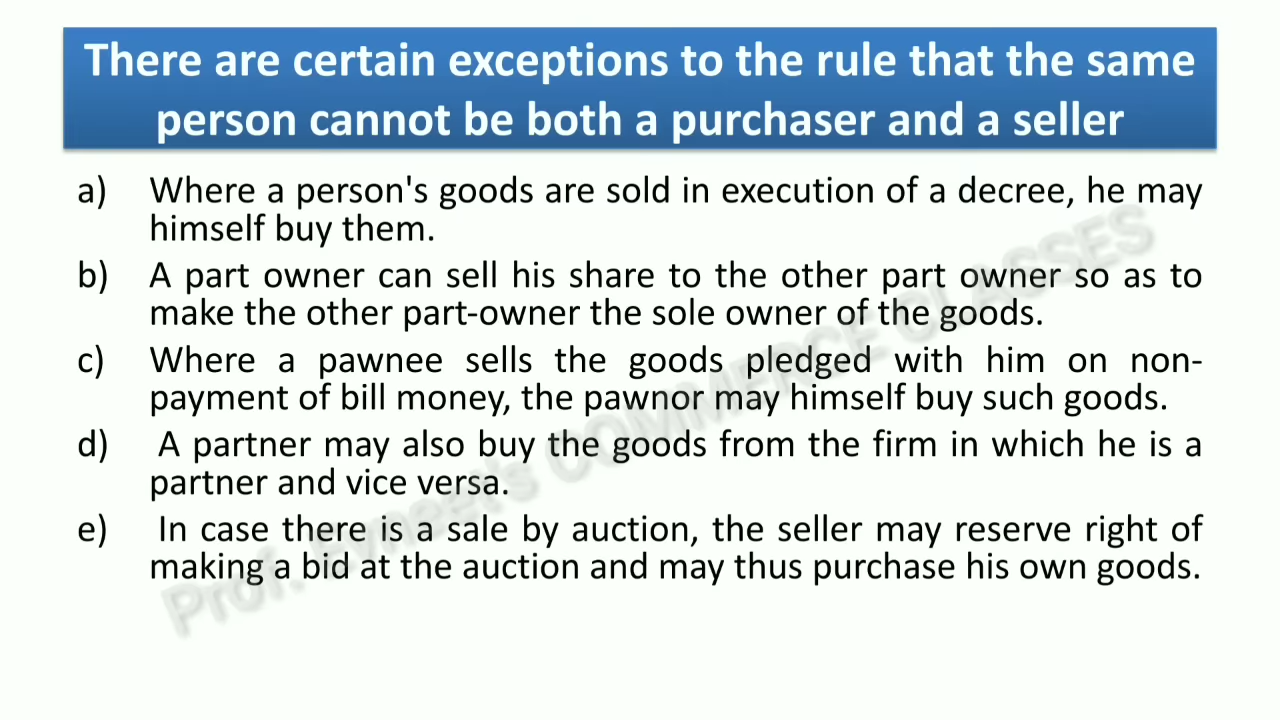 There are certain exceptions to the rule that the same
person cannot be both a purchaser and a seller
a) Where a person's goods are sold in execution of a decree, he may
himself buy them.
b) A part owner can sell his share to the other part owner so as to
make the other part-owner the sole owner of the goods.
c) Where a pawnee sells the goods pledged with him on non-
payment of bill money, the pawnor may himself buy such goods.
d) A partner may also buy the goods from the firm in which he is a
partner and vice versa.
e) In case there is a sale by auction, the seller may reserve right of
making a bid at the auction and may thus purchase his own goods.
Prof. COMMERCE CLASSES